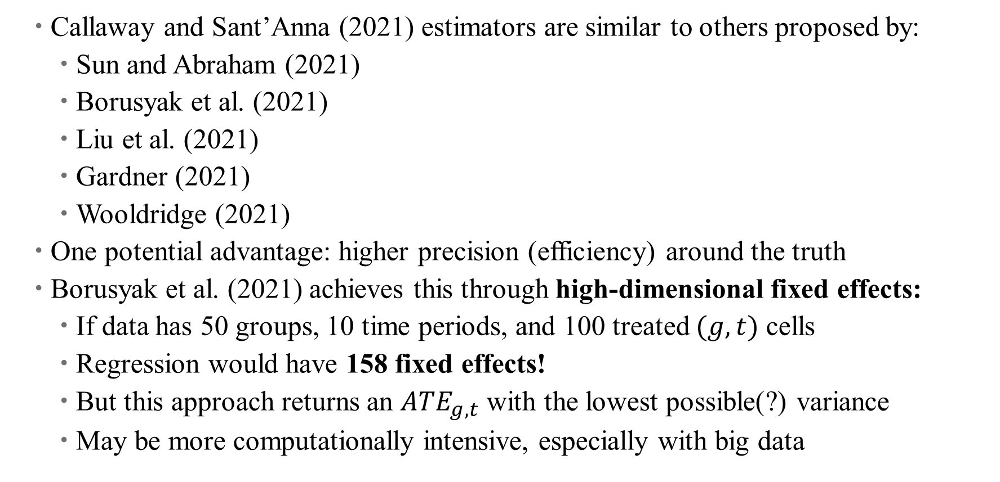 • Callaway and Sant’Anna (2021) estimators are similar to others proposed by:
• Sun and Abraham (2021)
• Borusyak et al. (2021)
• Liu et al. (2021)
• Gardner (2021)
• Wooldridge (2021)
• One potential advantage: higher precision (efficiency) around the truth
• Borusyak et al. (2021) achieves this through high-dimensional fixed effects:
• If data has 50 groups, 10 time periods, and 100 treated (g, t) cells
• Regression would have 158 fixed effects!
• But this approach returns an ATE_{g,t} with the lowest possible(?) variance
• May be more computationally intensive, especially with big data